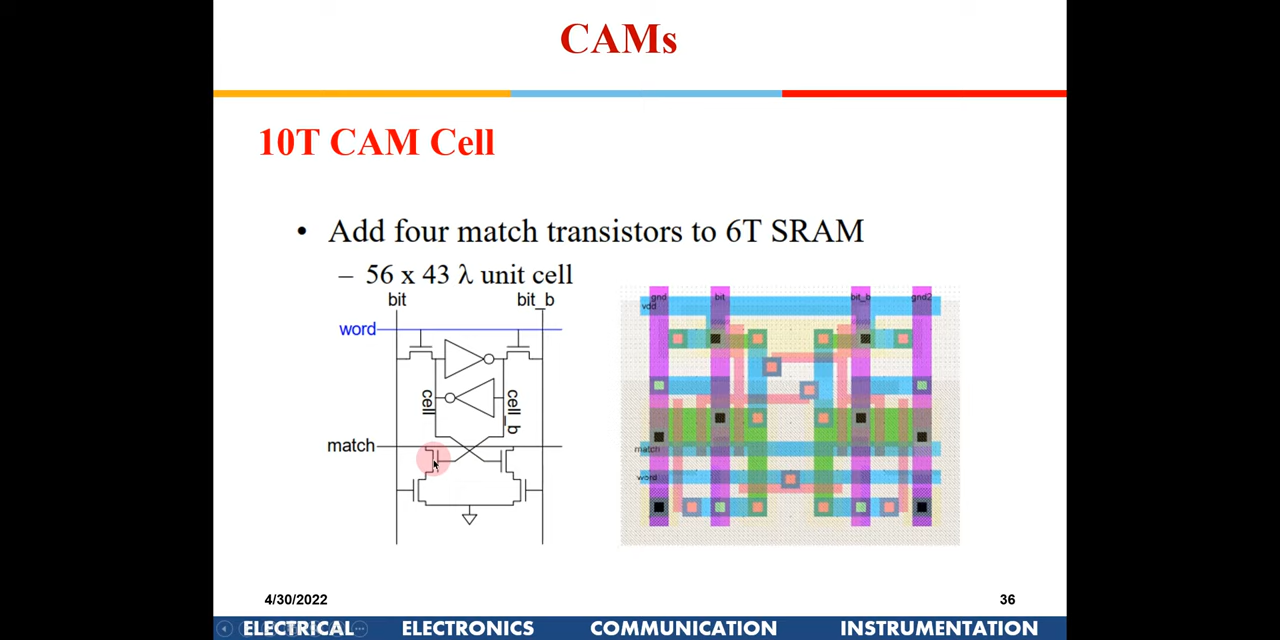 CAMs
10T CAM Cell
• Add four match transistors to 6T SRAM
– 56 x 43 λ unit cell
bit bit_b
word
cell cell_b
match
gnd bit bit_b gnd2
vdd
match
word
4/30/2022 36
ELECTRICAL ELECTRONICS COMMUNICATION INSTRUMENTATION